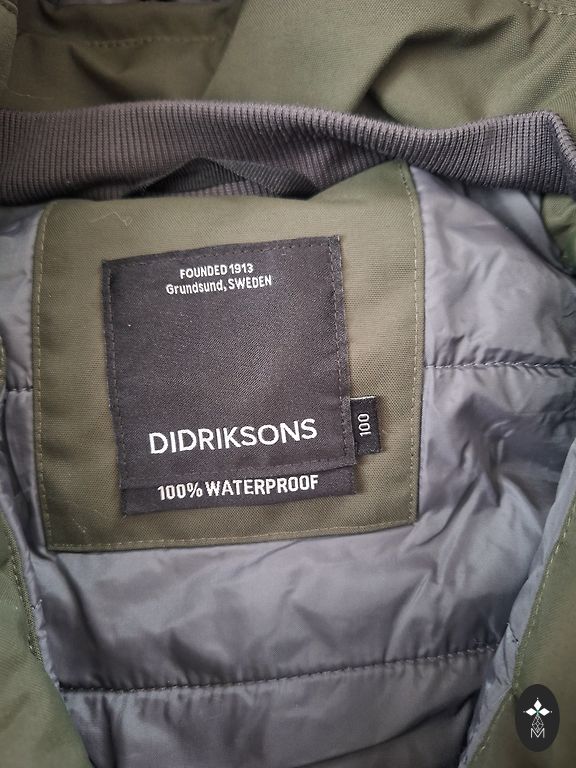 FOUNDED 1913
Grundsund, SWEDEN
DIDRIKSONS
100
100% WATERPROOF